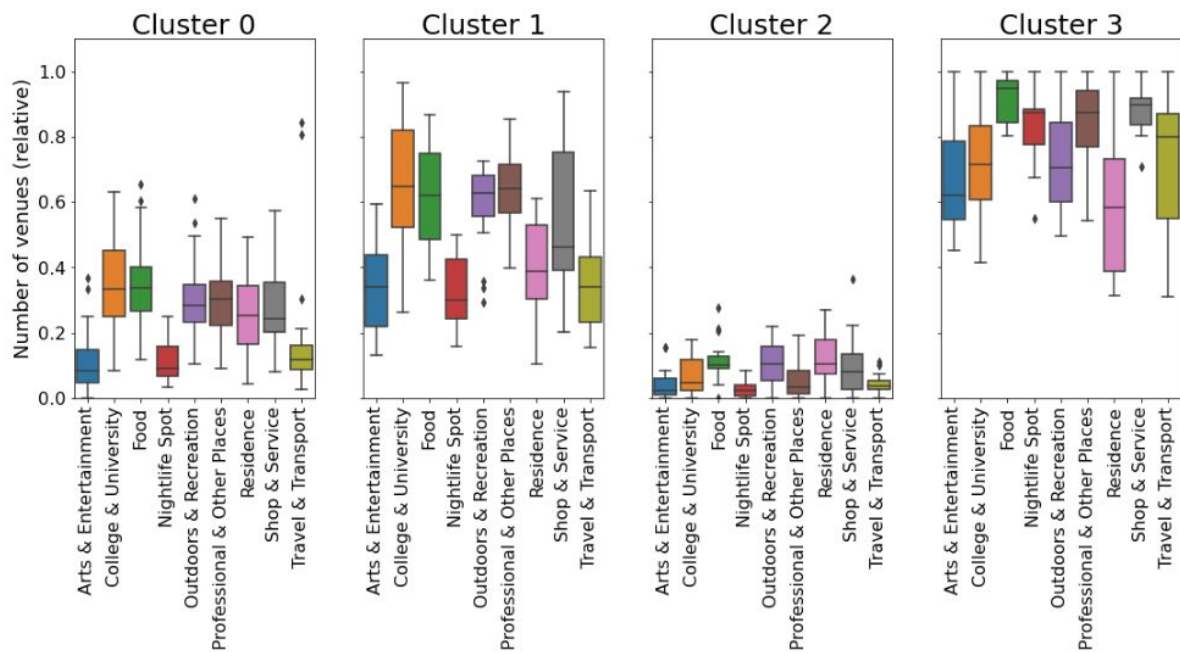 Cluster 0
Cluster 1
Cluster 2
Cluster 3
Number of venues (relative)
1.0
0.8
0.6
0.4
0.2
0.0
Arts & Entertainment
College & University
Food
Nightlife Spot
Outdoors & Recreation
Professional & Other Places
Residence
Shop & Service
Travel & Transport
Arts & Entertainment
College & University
Food
Nightlife Spot
Outdoors & Recreation
Professional & Other Places
Residence
Shop & Service
Travel & Transport
Arts & Entertainment
College & University
Food
Nightlife Spot
Outdoors & Recreation
Professional & Other Places
Residence
Shop & Service
Travel & Transport
Arts & Entertainment
College & University
Food
Nightlife Spot
Outdoors & Recreation
Professional & Other Places
Residence
Shop & Service
Travel & Transport